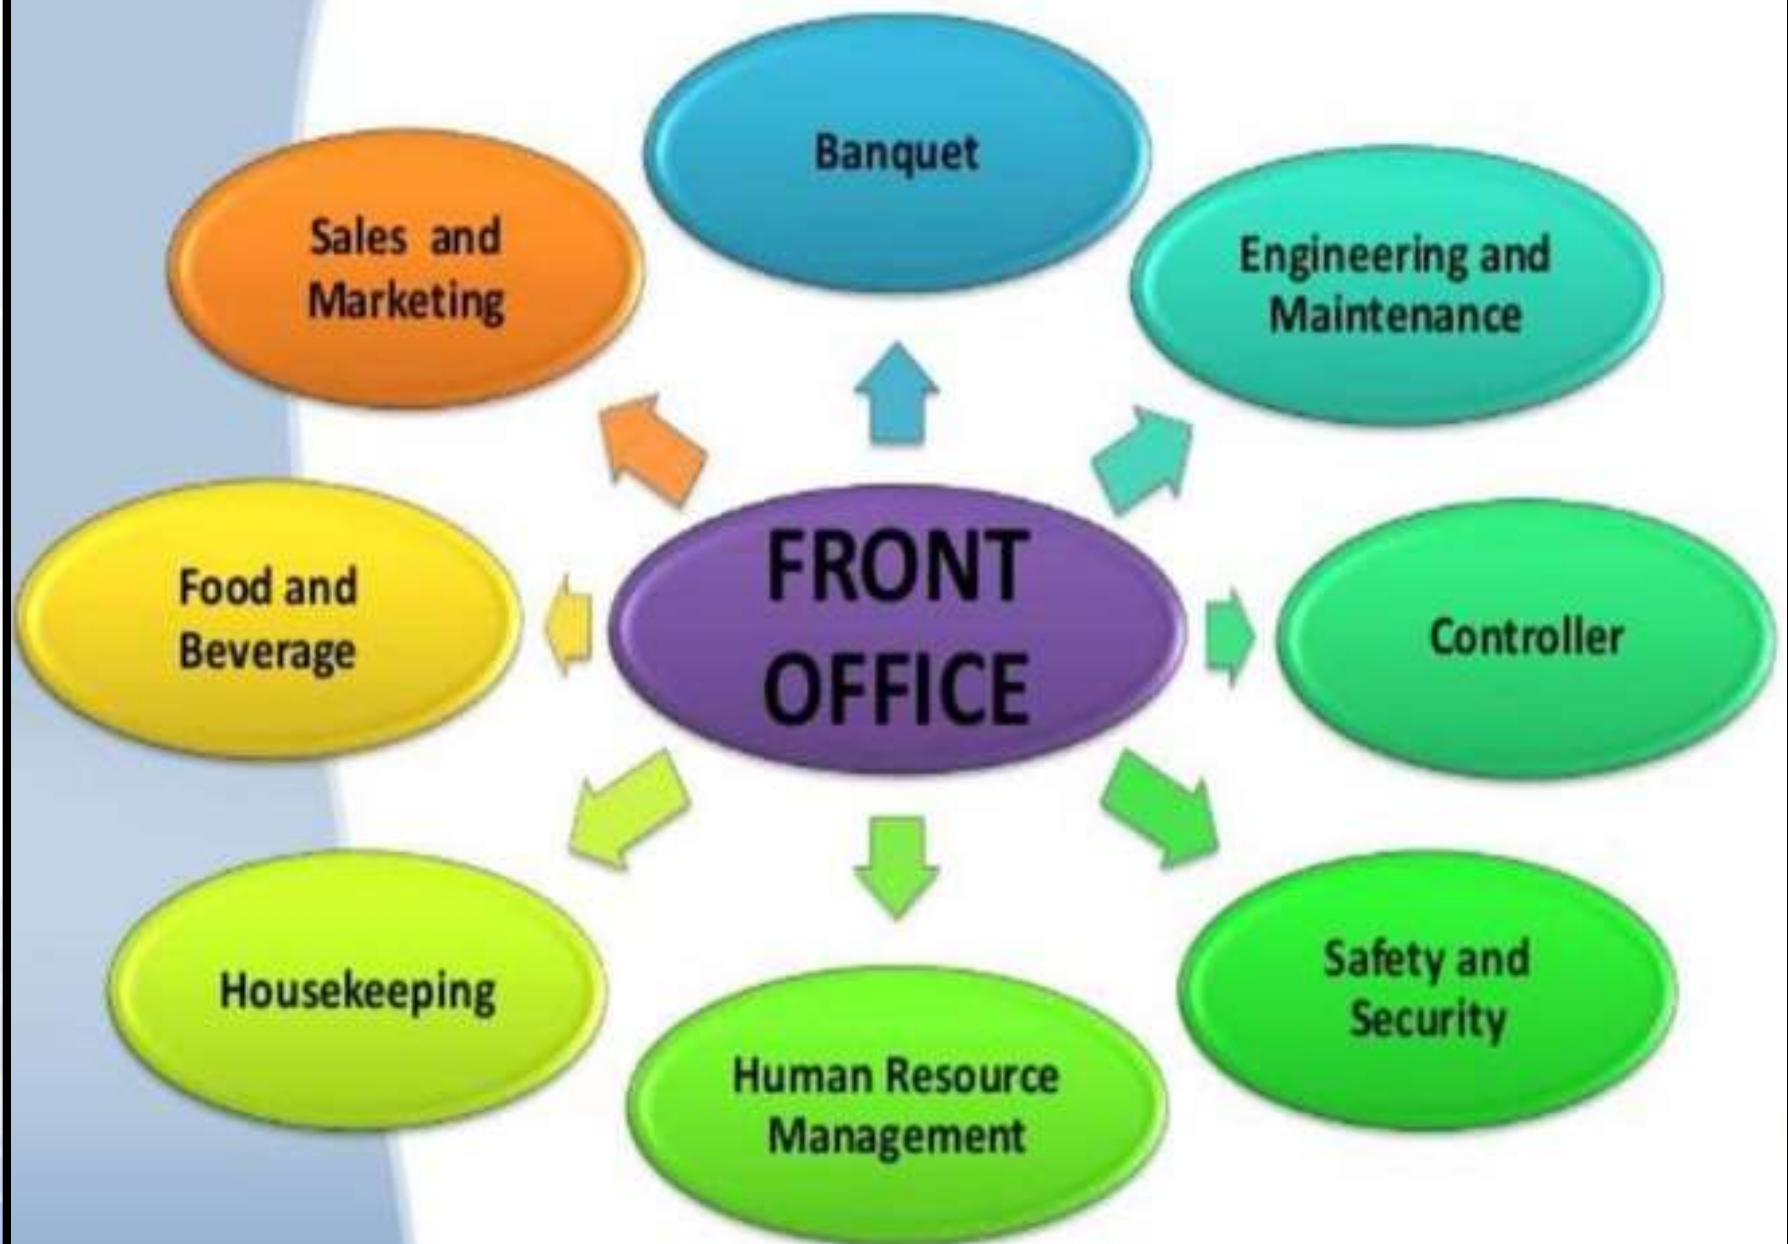 Banquet
Sales and
Marketing
Engineering and
Maintenance
FRONT
OFFICE
Food and
Beverage
Controller
Housekeeping
Safety and
Security
Human Resource
Management